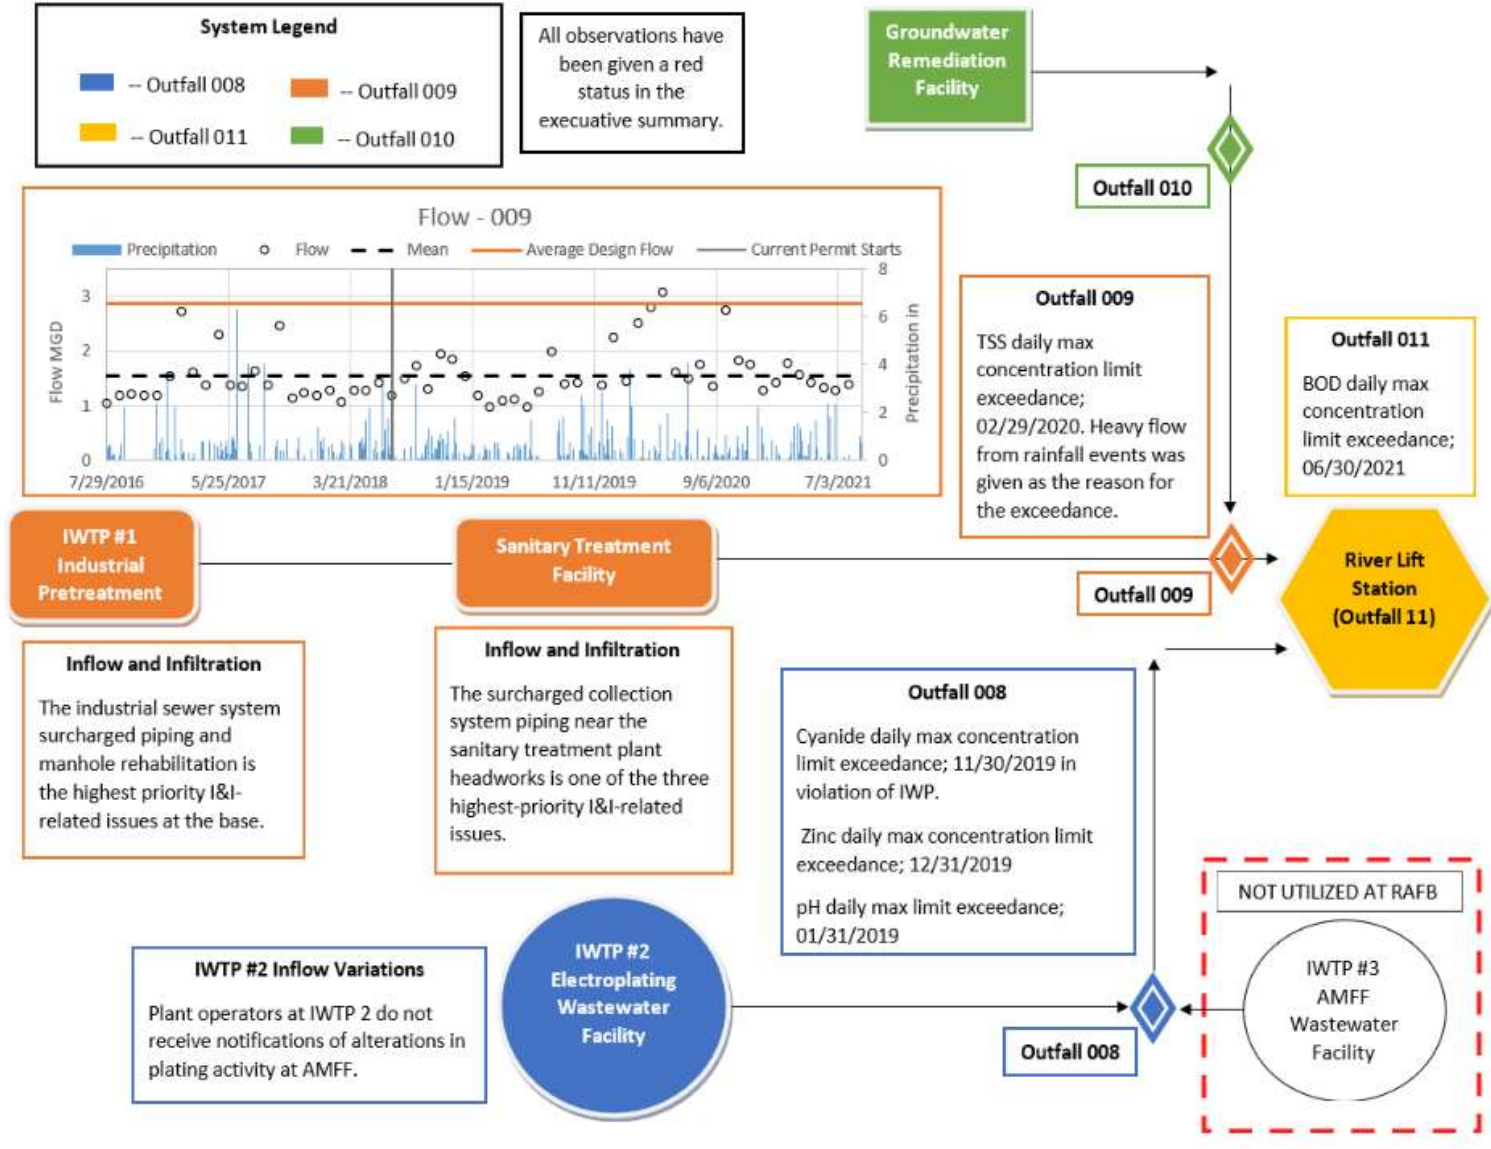 System Legend
-- Outfall 008
-- Outfall 009
-- Outfall 011
-- Outfall 010
All observations have
been given a red
status in the
execuative summary.
Groundwater
Remediation
Facility
Outfall 010
Flow - 009
Precipitation
Flow
Mean
Average Design Flow
Current Permit Starts
Flow MGD
3
2
1
0
8
6
4
2
0
Precipitation in
7/29/2016
5/25/2017
3/21/2018
1/15/2019
11/11/2019
9/6/2020
7/3/2021
Outfall 009
TSS daily max
concentration limit
exceedance;
02/29/2020. Heavy flow
from rainfall events was
given as the reason for
the exceedance.
Outfall 011
BOD daily max
concentration
limit exceedance;
06/30/2021
IWTP #1
Industrial
Pretreatment
Sanitary Treatment
Facility
Outfall 009
River Lift
Station
(Outfall 11)
Inflow and Infiltration
The industrial sewer system
surcharged piping and
manhole rehabilitation is
the highest priority I&I-
related issues at the base.
Inflow and Infiltration
The surcharged collection
system piping near the
sanitary treatment plant
headworks is one of the three
highest-priority I&I-related
issues.
Outfall 008
Cyanide daily max concentration
limit exceedance; 11/30/2019 in
violation of IWP.
Zinc daily max concentration limit
exceedance; 12/31/2019
pH daily max limit exceedance;
01/31/2019
IWTP #2 Inflow Variations
Plant operators at IWTP 2 do not
receive notifications of alterations in
plating activity at AMFF.
IWTP #2
Electroplating
Wastewater
Facility
Outfall 008
NOT UTILIZED AT RAFB
IWTP #3
AMFF
Wastewater
Facility